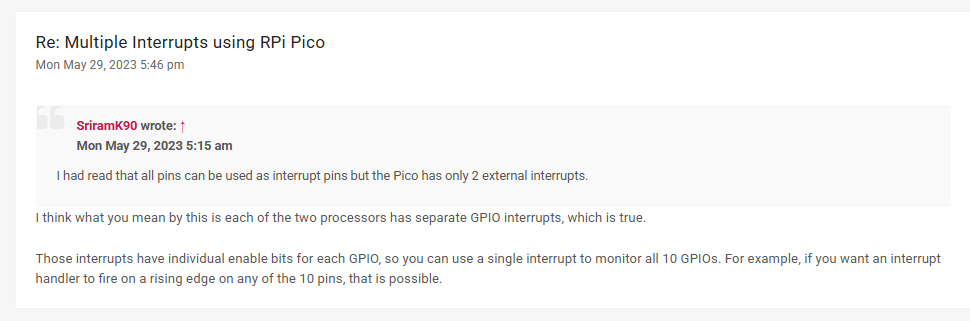 Re: Multiple Interrupts using RPi Pico
Mon May 29, 2023 5:46 pm
SriramK90 wrote: ↑
Mon May 29, 2023 5:15 am
I had read that all pins can be used as interrupt pins but the Pico has only 2 external interrupts.
I think what you mean by this is each of the two processors has separate GPIO interrupts, which is true.
Those interrupts have individual enable bits for each GPIO, so you can use a single interrupt to monitor all 10 GPIOs. For example, if you want an interrupt
handler to fire on a rising edge on any of the 10 pins, that is possible.